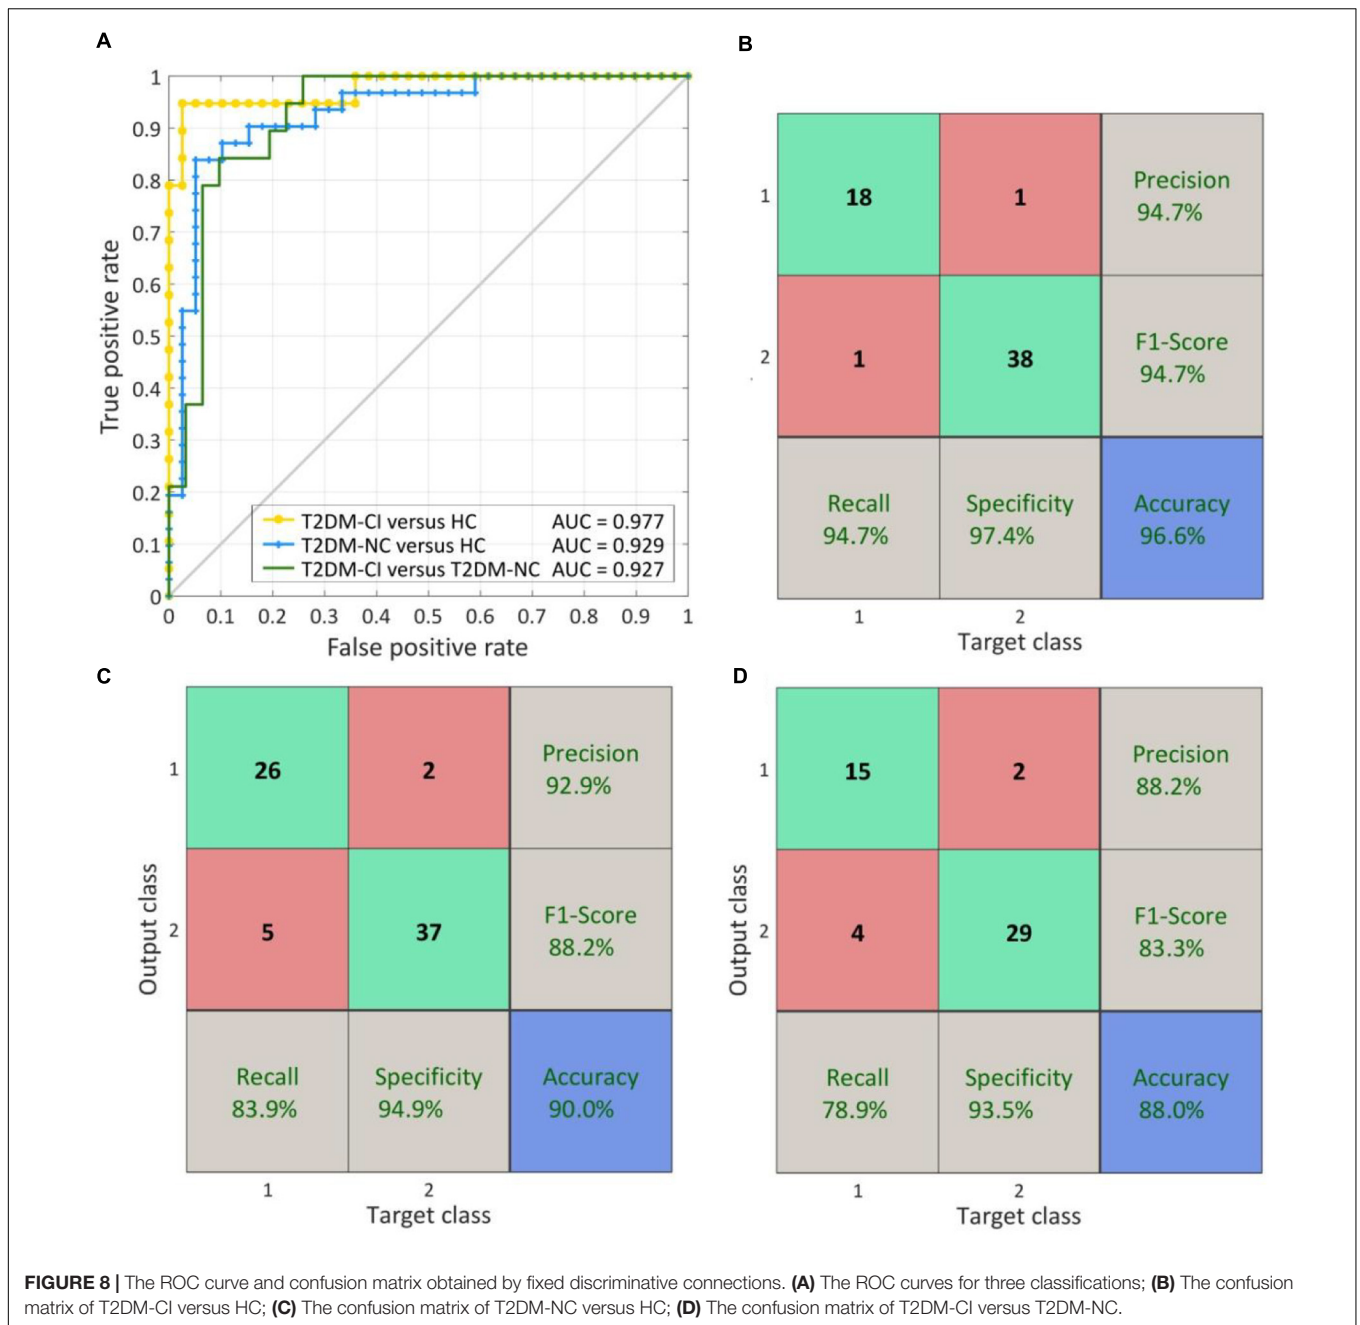 A
1
0.9
0.8
0.7
0.6
0.5
0.4
0.3
0.2
0.1
0
True positive rate
T2DM-CI versus HC AUC = 0.977
T2DM-NC versus HC AUC = 0.929
T2DM-CI versus T2DM-NC AUC = 0.927
0 0.1 0.2 0.3 0.4 0.5 0.6 0.7 0.8 0.9 1
False positive rate
B
1 18 1 Precision
94.7%
2 1 38 F1-Score
94.7%
Recall Specificity Accuracy
94.7% 97.4% 96.6%
1 2
Target class
C
Output class
1 26 2 Precision
92.9%
2 5 37 F1-Score
88.2%
Recall Specificity Accuracy
83.9% 94.9% 90.0%
1 2
Target class
D
Output class
1 15 2 Precision
88.2%
2 4 29 F1-Score
83.3%
Recall Specificity Accuracy
78.9% 93.5% 88.0%
1 2
Target class
FIGURE 8 | The ROC curve and confusion matrix obtained by fixed discriminative connections. (A) The ROC curves for three classifications; (B) The confusion
matrix of T2DM-CI versus HC; (C) The confusion matrix of T2DM-NC versus HC; (D) The confusion matrix of T2DM-CI versus T2DM-NC.